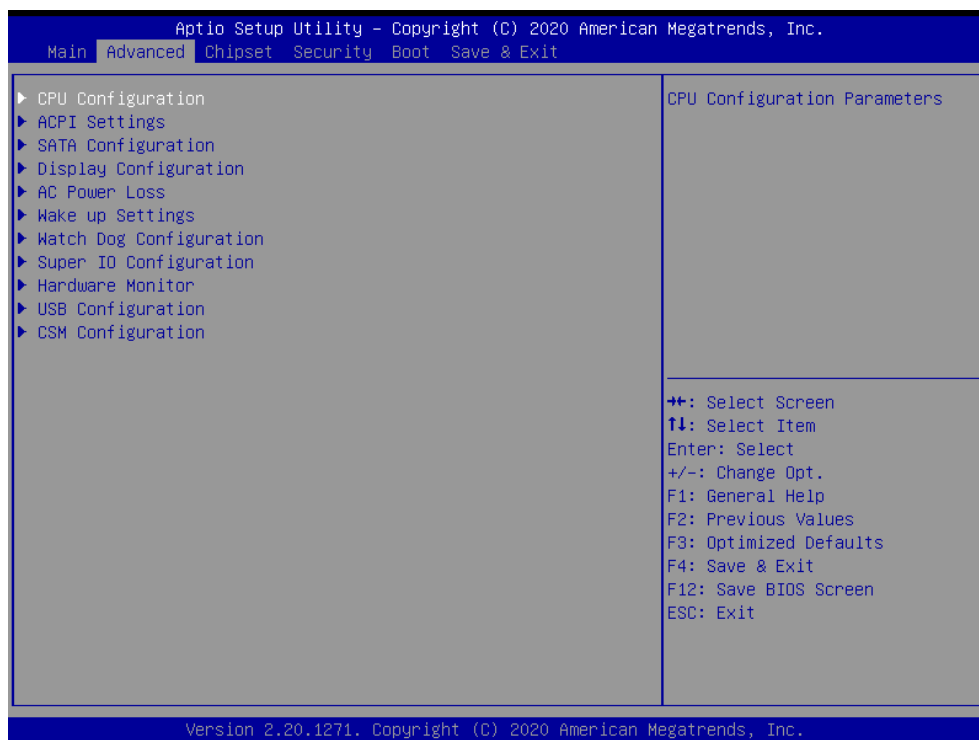 Aptio Setup Utility – Copyright (C) 2020 American Megatrends, Inc.
Main Advanced Chipset Security Boot Save & Exit
CPU Configuration
ACPI Settings
SATA Configuration
Display Configuration
AC Power Loss
Wake up Settings
Watch Dog Configuration
Super IO Configuration
Hardware Monitor
USB Configuration
CSM Configuration
CPU Configuration Parameters
→←: Select Screen
↑↓: Select Item
Enter: Select
+/-: Change Opt.
F1: General Help
F2: Previous Values
F3: Optimized Defaults
F4: Save & Exit
F12: Save BIOS Screen
ESC: Exit
Version 2.20.1271. Copyright (C) 2020 American Megatrends, Inc.